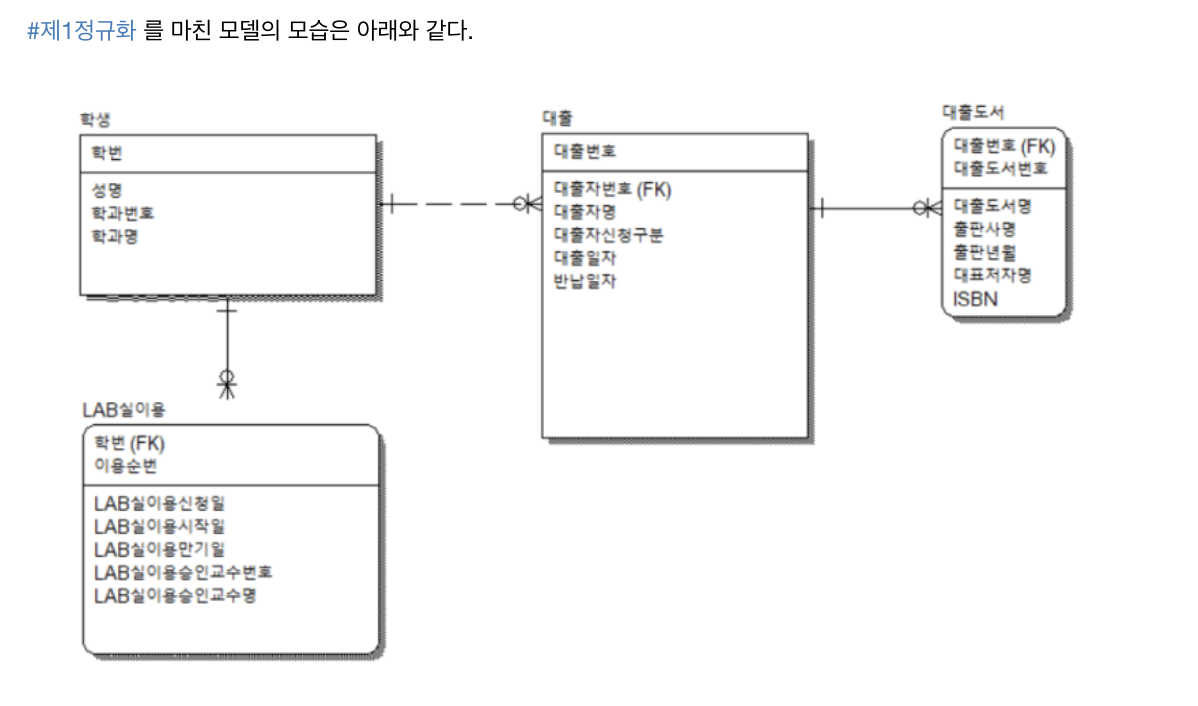 #제1정규화 를 마친 모델의 모습은 아래와 같다.
학생
학번
성명
학과번호
학과명
대출
대출번호
대출자번호 (FK)
대출자명
대출자신청구분
대출일자
반납일자
대출도서
대출번호 (FK)
대출도서번호
대출도서명
출판사명
출판년월
대표저자명
ISBN
LAB실이용
학번 (FK)
이용순번
LAB실이용신청일
LAB실이용시작일
LAB실이용만기일
LAB실이용승인교수번호
LAB실이용승인교수명